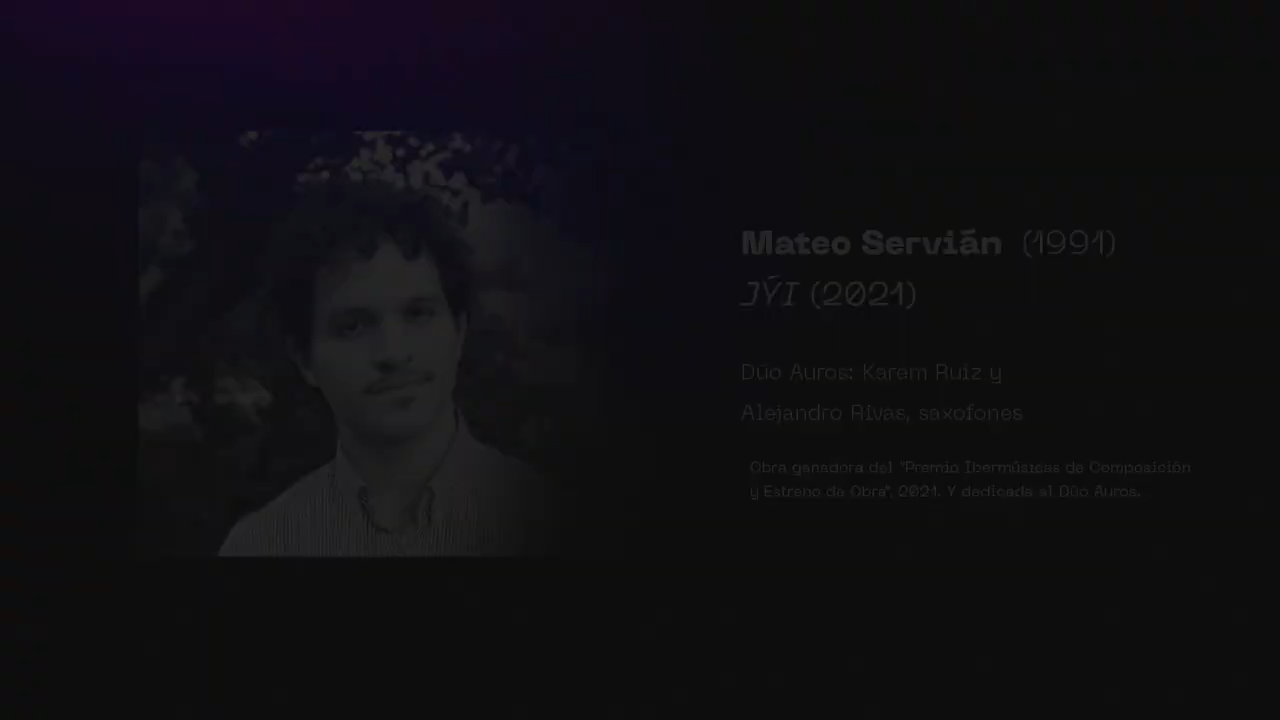 Mateo Servián (1991)
JỸI (2021)
Dúo Auros: Karem Ruiz y
Alejandro Rivas, saxofones
Obra ganadora del "Premio Ibermúsicas de Composición
y Estreno de Obra", 2021. Y dedicada al Dúo Auros.